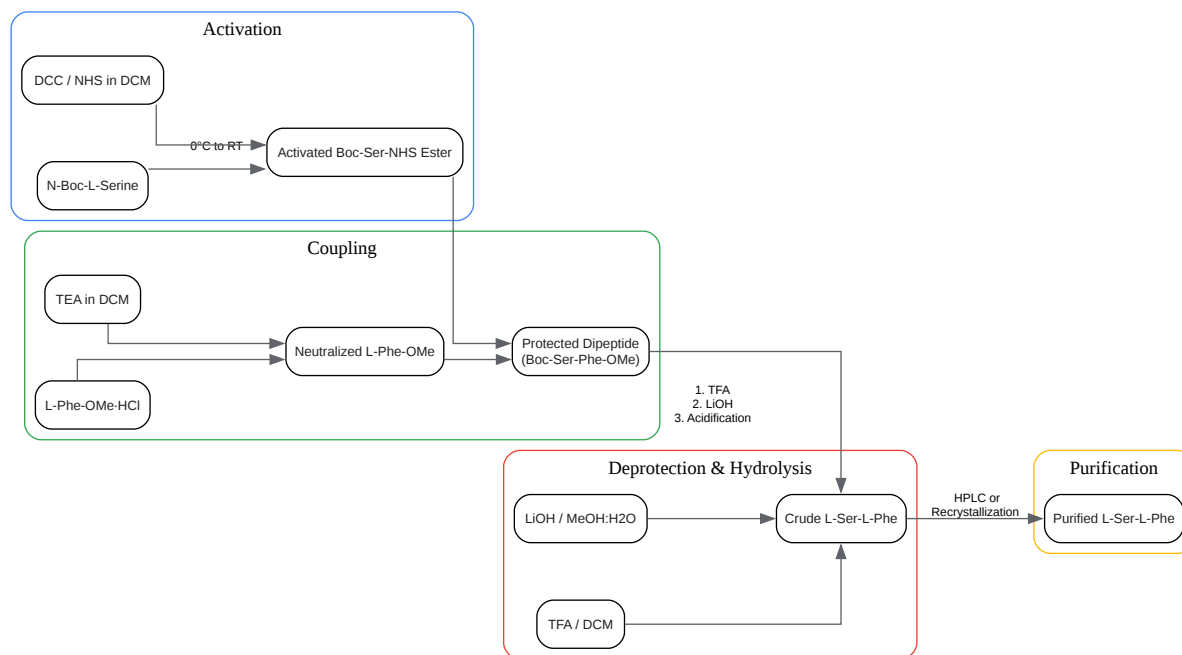 Activation
DCC / NHS in DCM
0°C to RT
Activated Boc-Ser-NHS Ester
N-Boc-L-Serine
Coupling
TEA in DCM
Neutralized L-Phe-OMe
Protected Dipeptide
(Boc-Ser-Phe-OMe)
L-Phe-OMe·HCl
1. TFA
2. LiOH
3. Acidification
Deprotection & Hydrolysis
LiOH / MeOH:H2O
Crude L-Ser-L-Phe
TFA / DCM
HPLC or
Recrystallization
Purification
Purified L-Ser-L-Phe